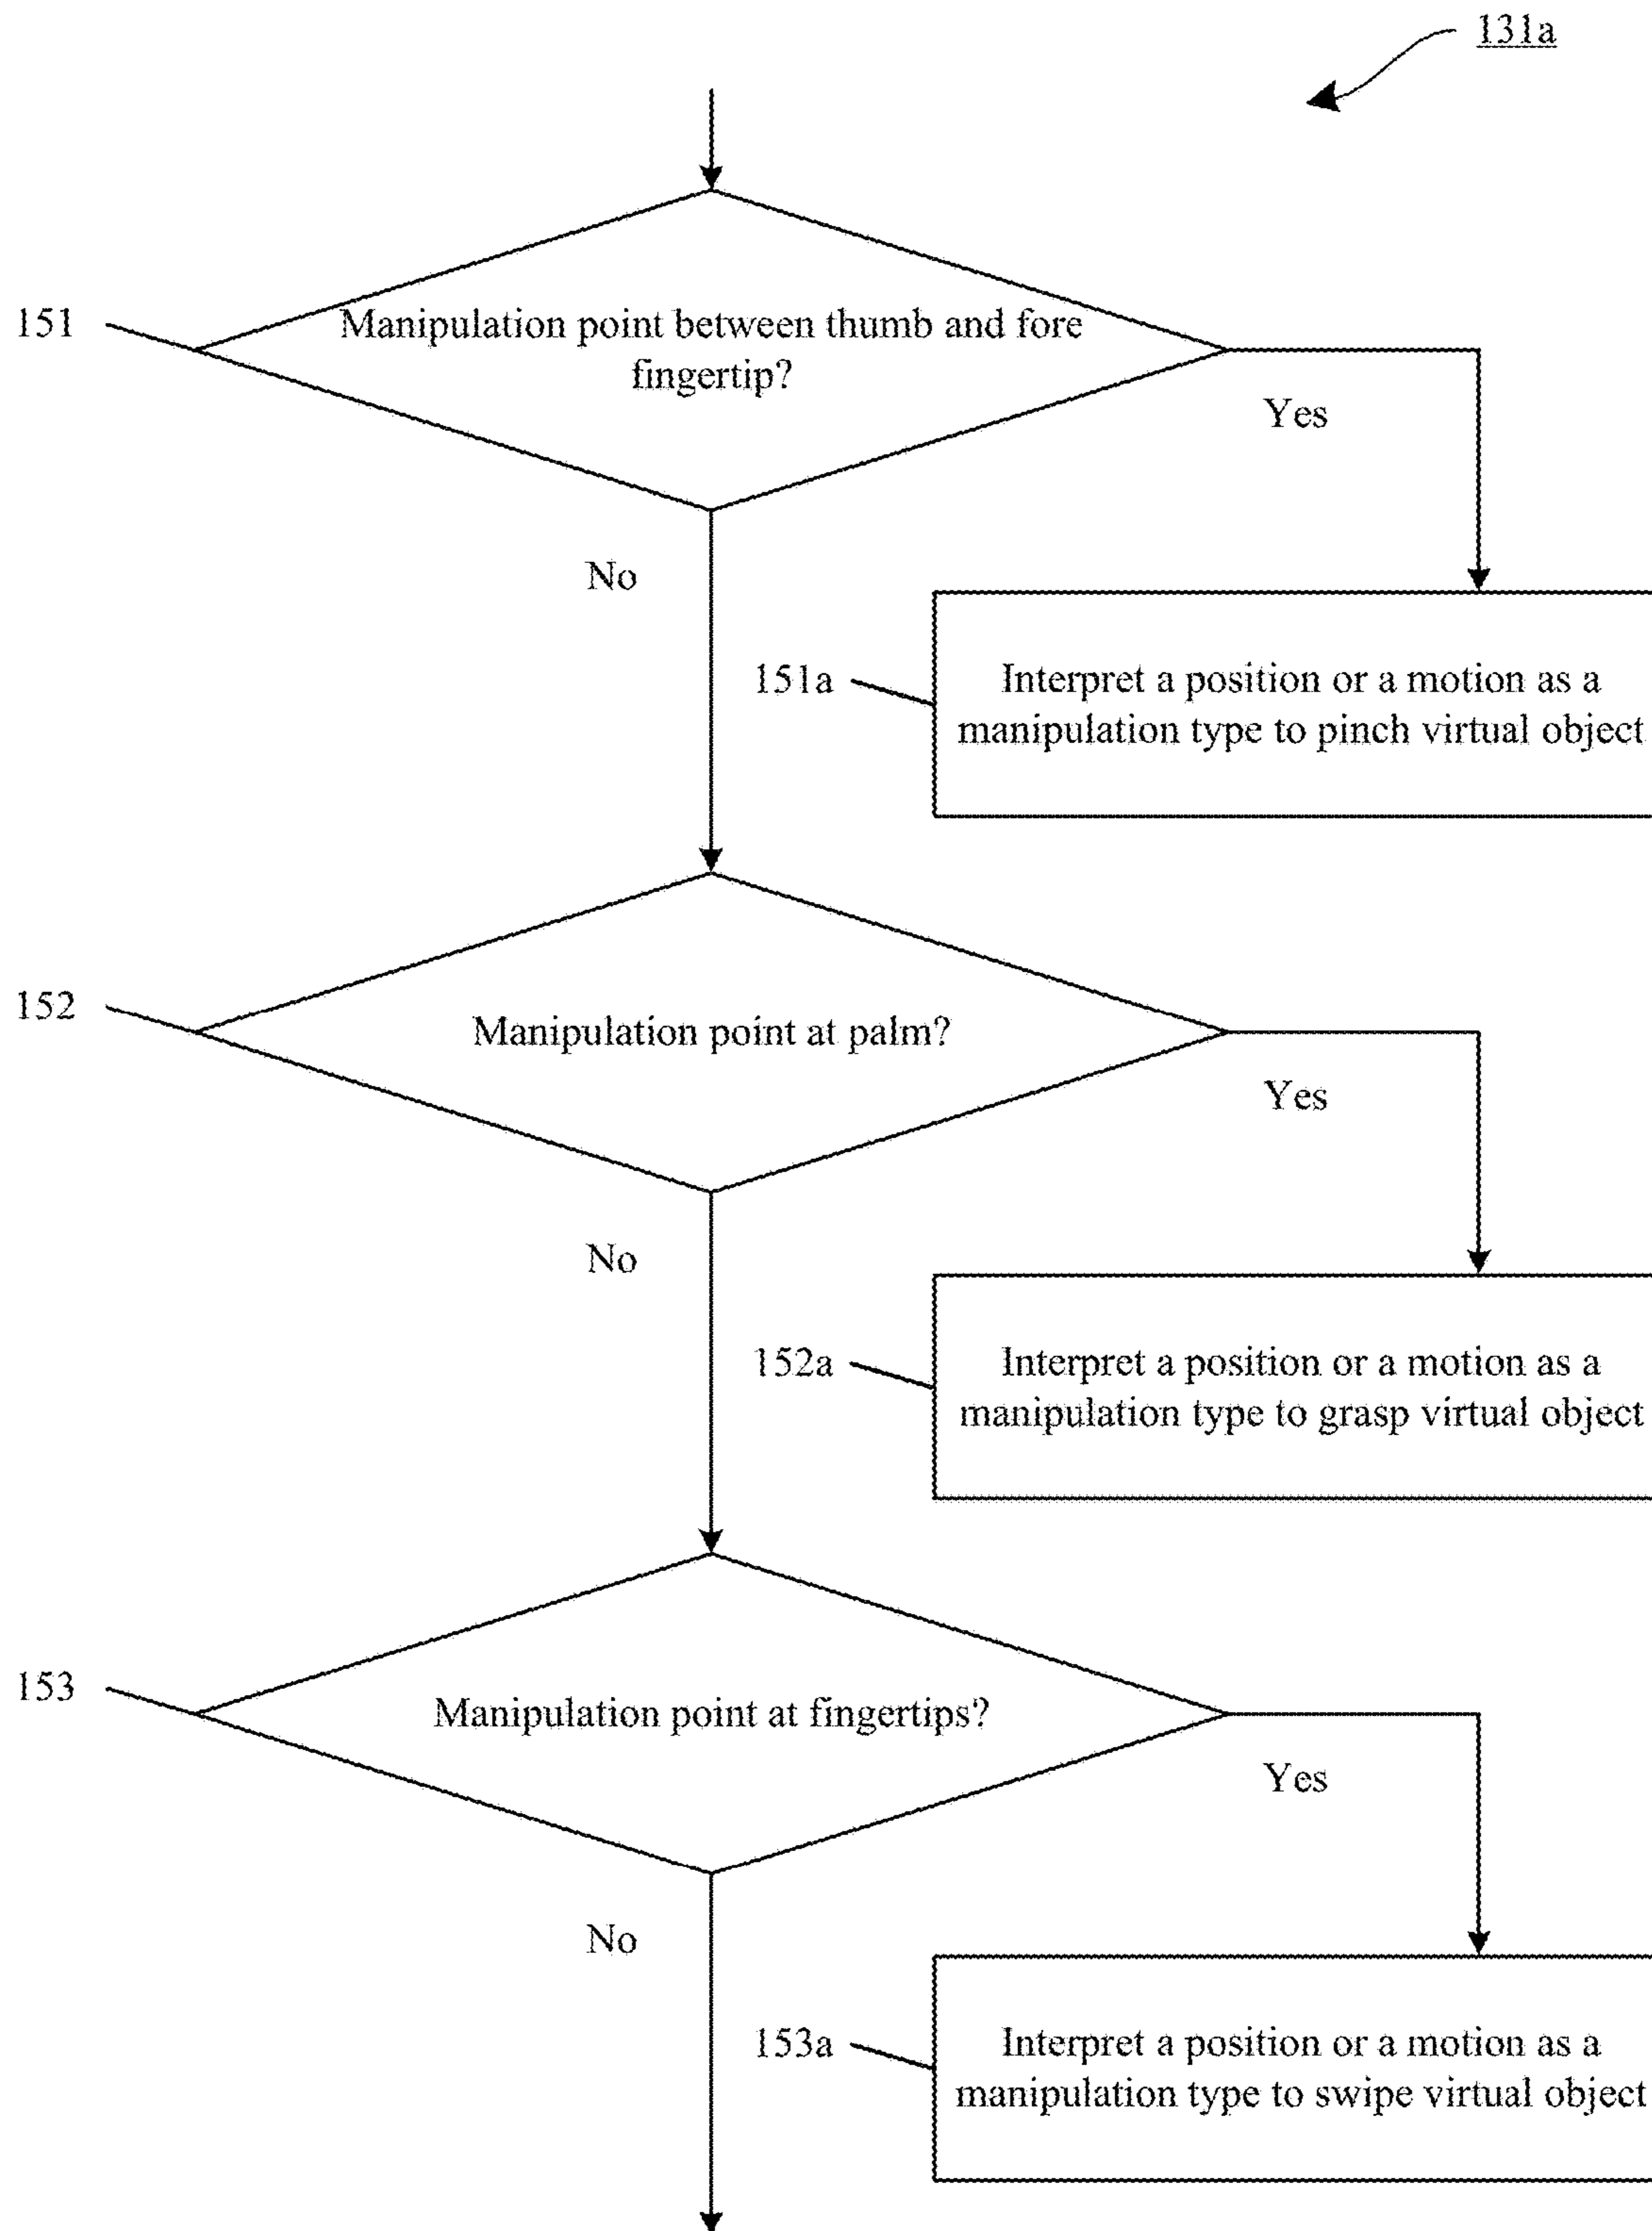 131a
151
Manipulation point between thumb and fore
fingertip?
Yes
No
151a
Interpret a position or a motion as a
manipulation type to pinch virtual object
152
Manipulation point at palm?
Yes
No
152a
Interpret a position or a motion as a
manipulation type to grasp virtual object
153
Manipulation point at fingertips?
Yes
No
153a
Interpret a position or a motion as a
manipulation type to swipe virtual object